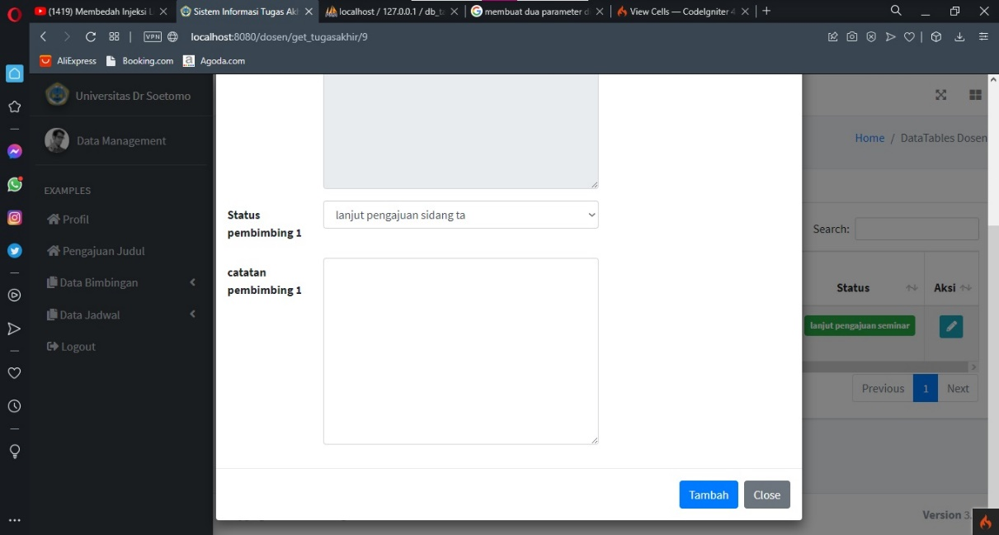 (1419) Membedah Injeksi
Sistem Informasi Tugas Ak
localhost / 127.0.0.1 / db_t
membuat dua parameter d
View Cells — CodeIgniter 4
VPN
localhost:8080/dosen/get_tugasakhir/9
AliExpress
Booking.com
Agoda.com
Universitas Dr Soetomo
Data Management
EXAMPLES
Profil
Pengajuan Judul
Data Bimbingan
Data Jadwal
Logout
Status
pembimbing 1
lanjut pengajuan sidang ta
catatan
pembimbing 1
Tambah
Close
Home / DataTables Dosen
Search:
Status
Aksi
lanjut pengajuan seminar
Previous
1
Next
Version 3.